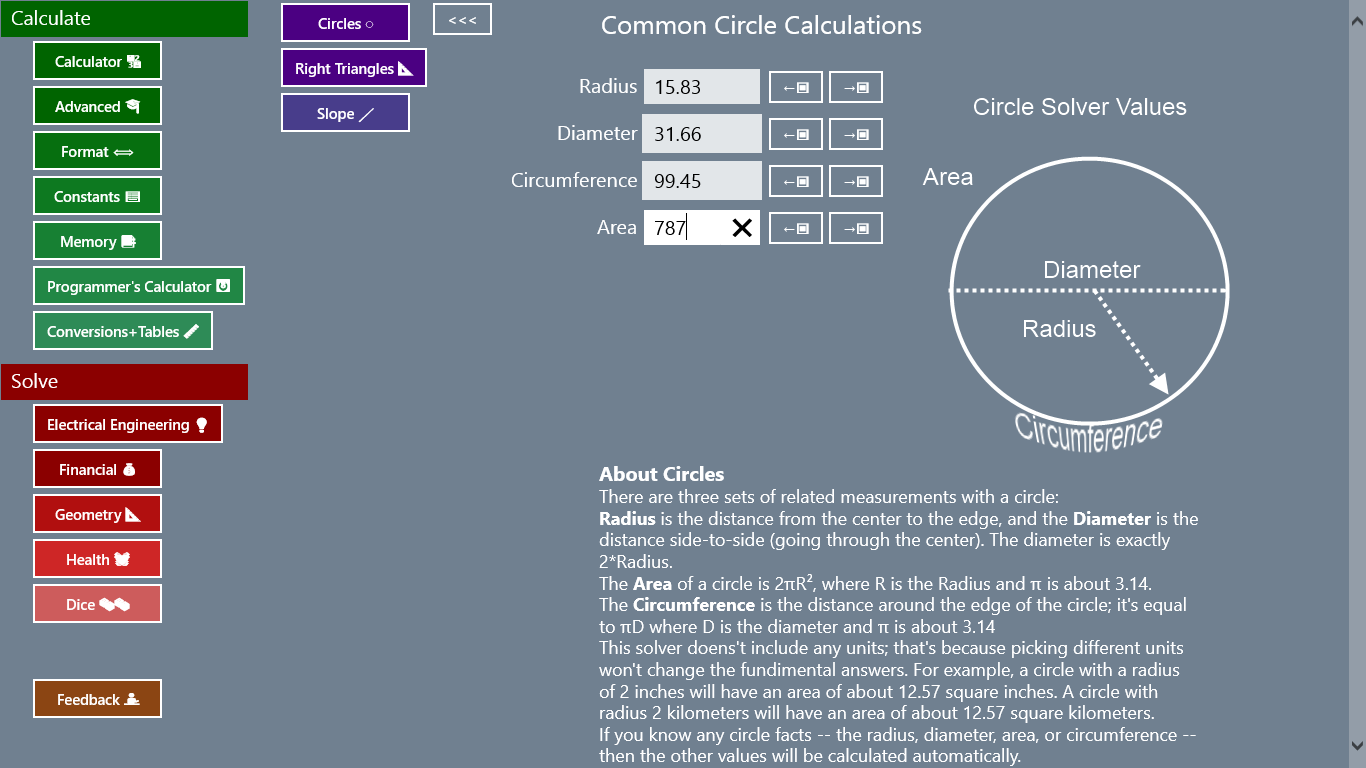 Calculate
Calculator
Advanced
Format
Constants
Memory
Programmer's Calculator
Conversions+Tables
Solve
Electrical Engineering
Financial
Geometry
Health
Dice
Feedback
Circles ○
Right Triangles
Slope
<<<
Common Circle Calculations
Radius 15.83 ←▣ →▣
Diameter 31.66 ←▣ →▣
Circumference 99.45 ←▣ →▣
Area 787 ←▣ →▣
Circle Solver Values
Area
Diameter
Radius
Circumference
About Circles
There are three sets of related measurements with a circle:
Radius is the distance from the center to the edge, and the Diameter is the
distance side-to-side (going through the center). The diameter is exactly
2*Radius.
The Area of a circle is 2πR², where R is the Radius and π is about 3.14.
The Circumference is the distance around the edge of the circle; it's equal
to πD where D is the diameter and π is about 3.14
This solver doens't include any units; that's because picking different units
won't change the fundimental answers. For example, a circle with a radius
of 2 inches will have an area of about 12.57 square inches. A circle with
radius 2 kilometers will have an area of about 12.57 square kilometers.
If you know any circle facts -- the radius, diameter, area, or circumference --
then the other values will be calculated automatically.